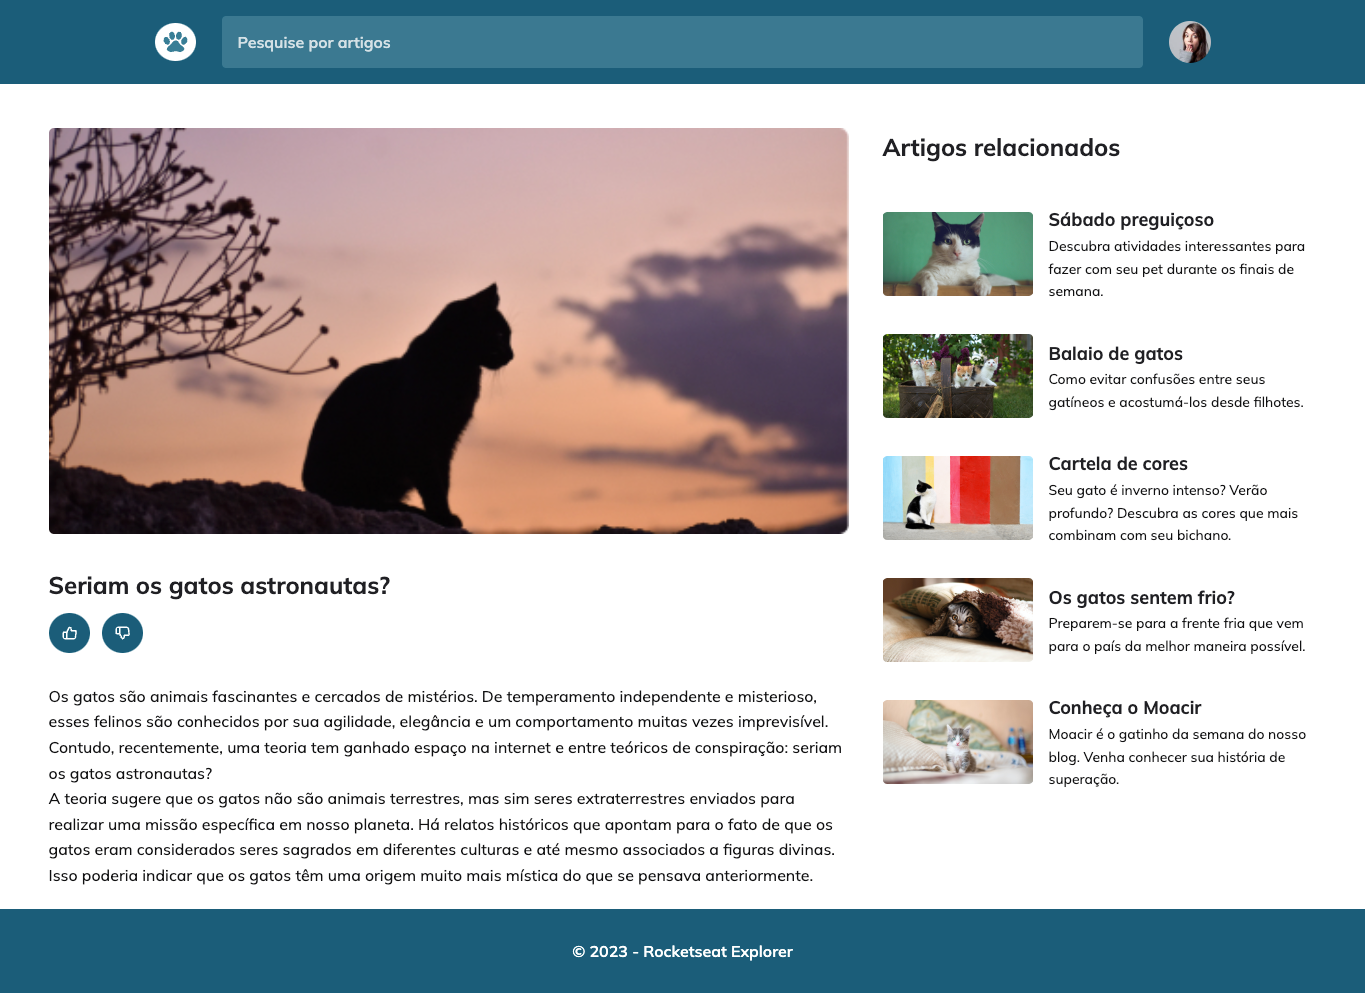 Pesquise por artigos
Seriam os gatos astronautas?
Os gatos são animais fascinantes e cercados de mistérios. De temperamento independente e misterioso,
esses felinos são conhecidos por sua agilidade, elegância e um comportamento muitas vezes imprevisível.
Contudo, recentemente, uma teoria tem ganhado espaço na internet e entre teóricos de conspiração: seriam
os gatos astronautas?
A teoria sugere que os gatos não são animais terrestres, mas sim seres extraterrestres enviados para
realizar uma missão específica em nosso planeta. Há relatos históricos que apontam para o fato de que os
gatos eram considerados seres sagrados em diferentes culturas e até mesmo associados a figuras divinas.
Isso poderia indicar que os gatos têm uma origem muito mais mística do que se pensava anteriormente.
Artigos relacionados
Sábado preguiçoso
Descubra atividades interessantes para
fazer com seu pet durante os finais de
semana.
Balaio de gatos
Como evitar confusões entre seus
gatíneos e acostumá-los desde filhotes.
Cartela de cores
Seu gato é inverno intenso? Verão
profundo? Descubra as cores que mais
combinam com seu bichano.
Os gatos sentem frio?
Preparem-se para a frente fria que vem
para o país da melhor maneira possível.
Conheça o Moacir
Moacir é o gatinho da semana do nosso
blog. Venha conhecer sua história de
superação.
© 2023 - Rocketseat Explorer